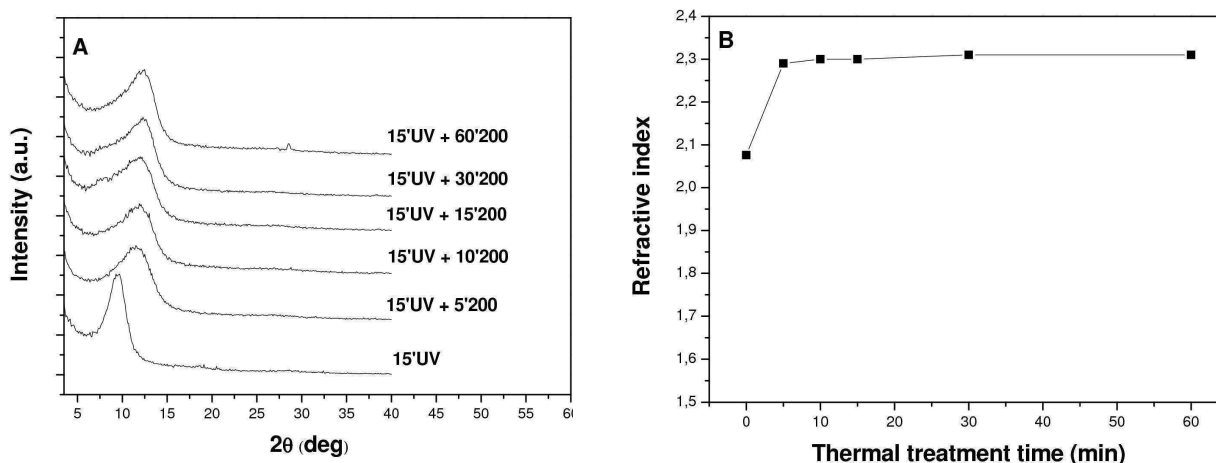 A
Intensity (a.u.)
15'UV + 60'200
15'UV + 30'200
15'UV + 15'200
15'UV + 10'200
15'UV + 5'200
15'UV
5 10 15 20 25 30 35 40 45 50 55 60
2θ (deg)
B
Refractive index
2,4
2,3
2,2
2,1
2,0
1,9
1,8
1,7
1,6
1,5
0 10 20 30 40 50 60
Thermal treatment time (min)